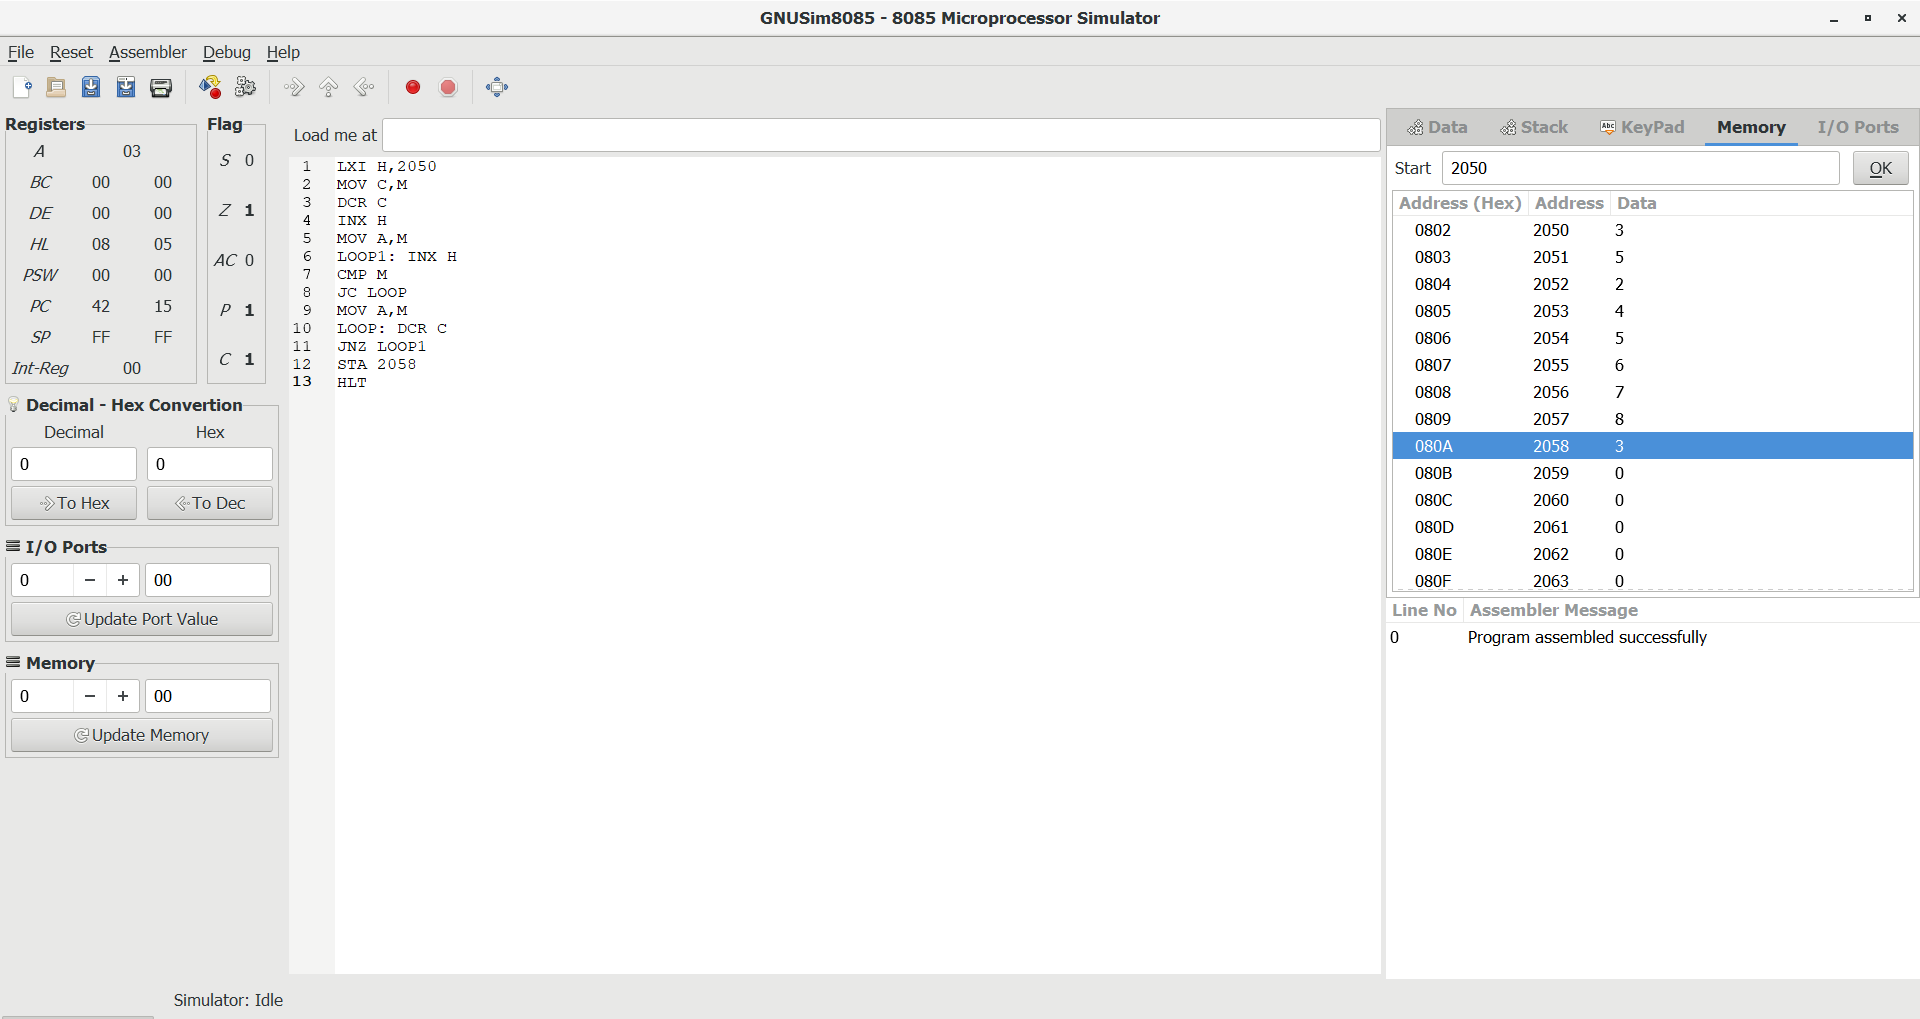 GNUSim8085 - 8085 Microprocessor Simulator
File Reset Assembler Debug Help
Registers
A 03
BC 00 00
DE 00 00
HL 08 05
PSW 00 00
PC 42 15
SP FF FF
Int-Reg 00
Flag
S 0
Z 1
AC 0
P 1
C 1
Decimal - Hex Convertion
Decimal Hex
0 0
To Hex To Dec
I/O Ports
0 − + 00
Update Port Value
Memory
0 − + 00
Update Memory
Load me at
1 LXI H,2050
2 MOV C,M
3 DCR C
4 INX H
5 MOV A,M
6 LOOP1: INX H
7 CMP M
8 JC LOOP
9 MOV A,M
10 LOOP: DCR C
11 JNZ LOOP1
12 STA 2058
13 HLT
Data Stack Abc KeyPad Memory I/O Ports
Start 2050 OK
Address (Hex) Address Data
0802 2050 3
0803 2051 5
0804 2052 2
0805 2053 4
0806 2054 5
0807 2055 6
0808 2056 7
0809 2057 8
080A 2058 3
080B 2059 0
080C 2060 0
080D 2061 0
080E 2062 0
080F 2063 0
Line No Assembler Message
0 Program assembled successfully
Simulator: Idle